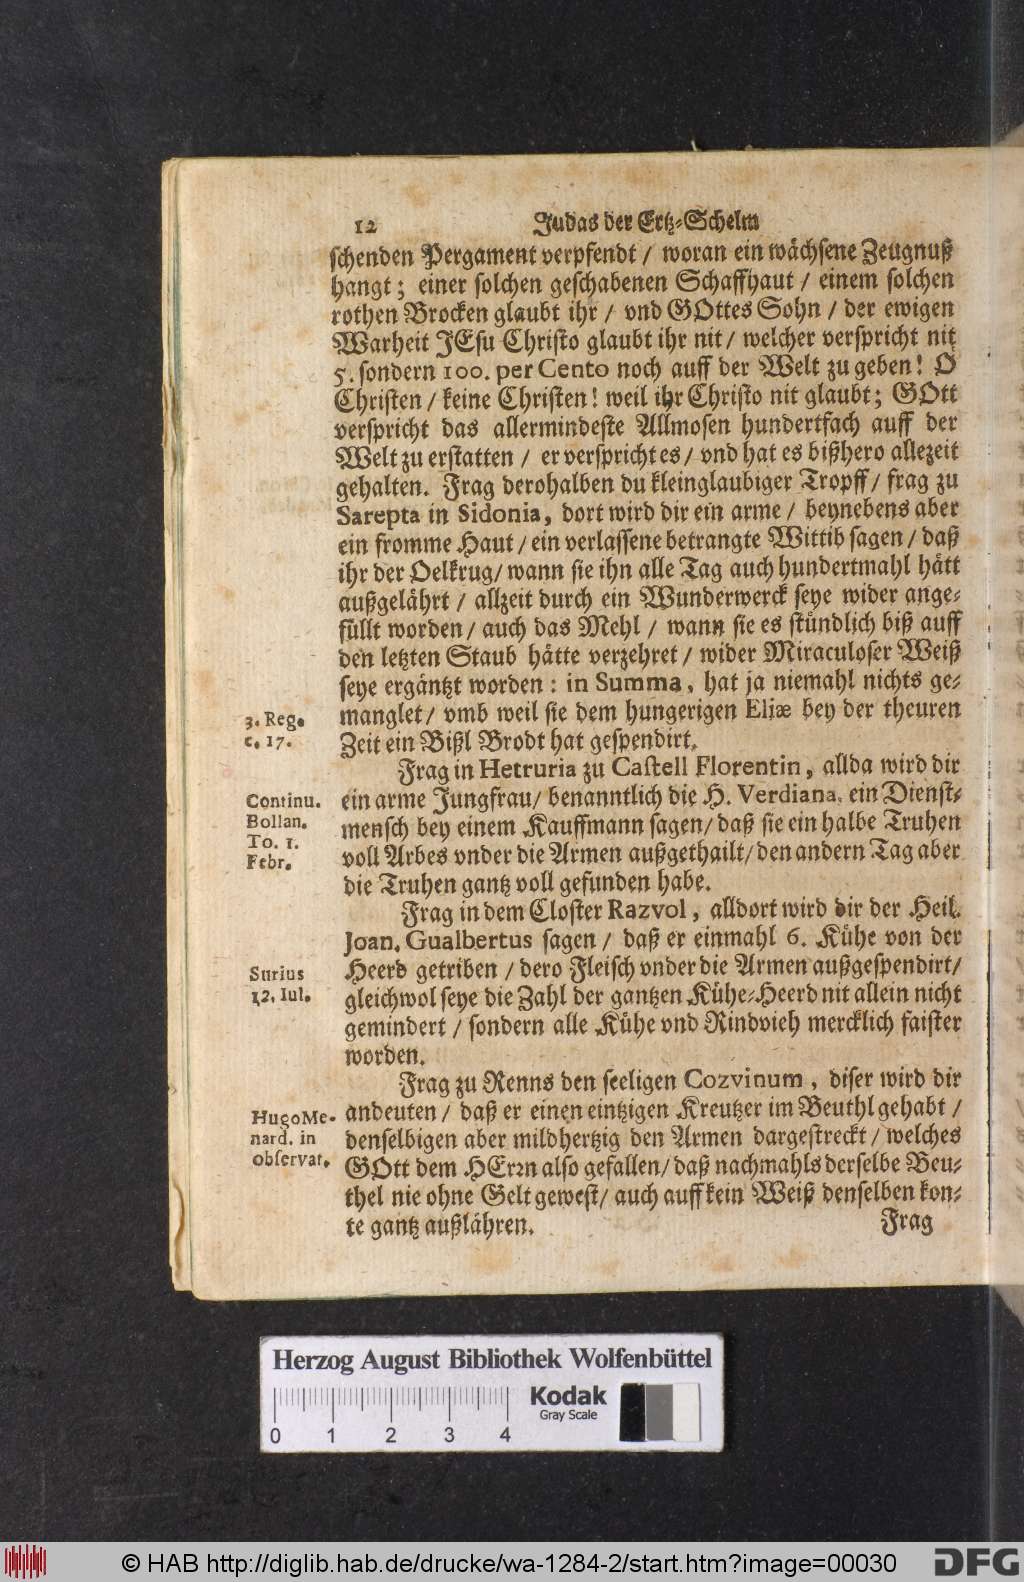 12 Judas der Ertz-Schelm
schenden Pergament verpfendt / woran ein wächsene Zeugnuß
hangt; einer solchen geschabenen Schaffhaut / einem solchen
rothen Brocken glaubt ihr / vnd GOttes Sohn / der ewigen
Warheit JEsu Christo glaubt ihr nit / welcher verspricht nit
5. sondern 100. per Cento noch auff der Welt zu geben! O
Christen / keine Christen! weil ihr Christo nit glaubt; GOtt
verspricht das allermindeste Allmosen hundertfach auff der
Welt zu erstatten / er verspricht es / vnd hat es bißhero allezeit
gehalten. Frag derohalben du kleinglaubiger Tropff / frag zu
Sarepta in Sidonia, dort wird dir ein arme / beynebens aber
ein fromme Haut / ein verlassene betrangte Wittib sagen / daß
ihr der Oelkrug / wann sie ihn alle Tag auch hundertmahl hätt
außgelährt / allzeit durch ein Wunderwerck seye wider ange-
füllt worden / auch das Mehl / wann sie es stündlich biß auff
den letzten Staub hätte verzehret / wider Miraculoser Weiß
seye ergäntzt worden: in Summa, hat ja niemahl nichts ge-
3. Reg.
c. 17.
manglet / vmb weil sie dem hungerigen Eliæ bey der theuren
Zeit ein Bißl Brodt hat gespendirt.
Frag in Hetruria zu Castell Florentin, allda wird dir
Continu.
Bollan.
To. 1.
Febr.
ein arme Jungfrau / benanntlich die H. Verdiana, ein Dienst-
mensch bey einem Kauffmann sagen / daß sie ein halbe Truhen
voll Arbes vnder die Armen außgethailt / den andern Tag aber
die Truhen gantz voll gefunden habe.
Frag in dem Closter Razvol, alldort wird dir der Heil.
Joan. Gualbertus sagen / daß er einmahl 6. Kühe von der
Surius
12. Iul.
Heerd getriben / dero Fleisch vnder die Armen außgespendirt /
gleichwol seye die Zahl der gantzen Kühe-Heerd nit allein nicht
gemindert / sondern alle Kühe vnd Rindvieh mercklich faister
worden.
Frag zu Renns den seeligen Cozvinum, diser wird dir
Hugo Me-
nard. in
observat.
andeuten / daß er einen eintzigen Kreutzer im Beuthl gehabt /
denselbigen aber mildhertzig den Armen dargestreckt / welches
GOtt dem HErrn also gefallen / daß nachmahls derselbe Beu-
thel nie ohne Gelt gewest / auch auff kein Weiß denselben kon-
te gantz außlähren.
Frag
Herzog August Bibliothek Wolfenbüttel
0 1 2 3 4
Kodak
Gray Scale
© HAB http://diglib.hab.de/drucke/wa-1284-2/start.htm?image=00030
DFG